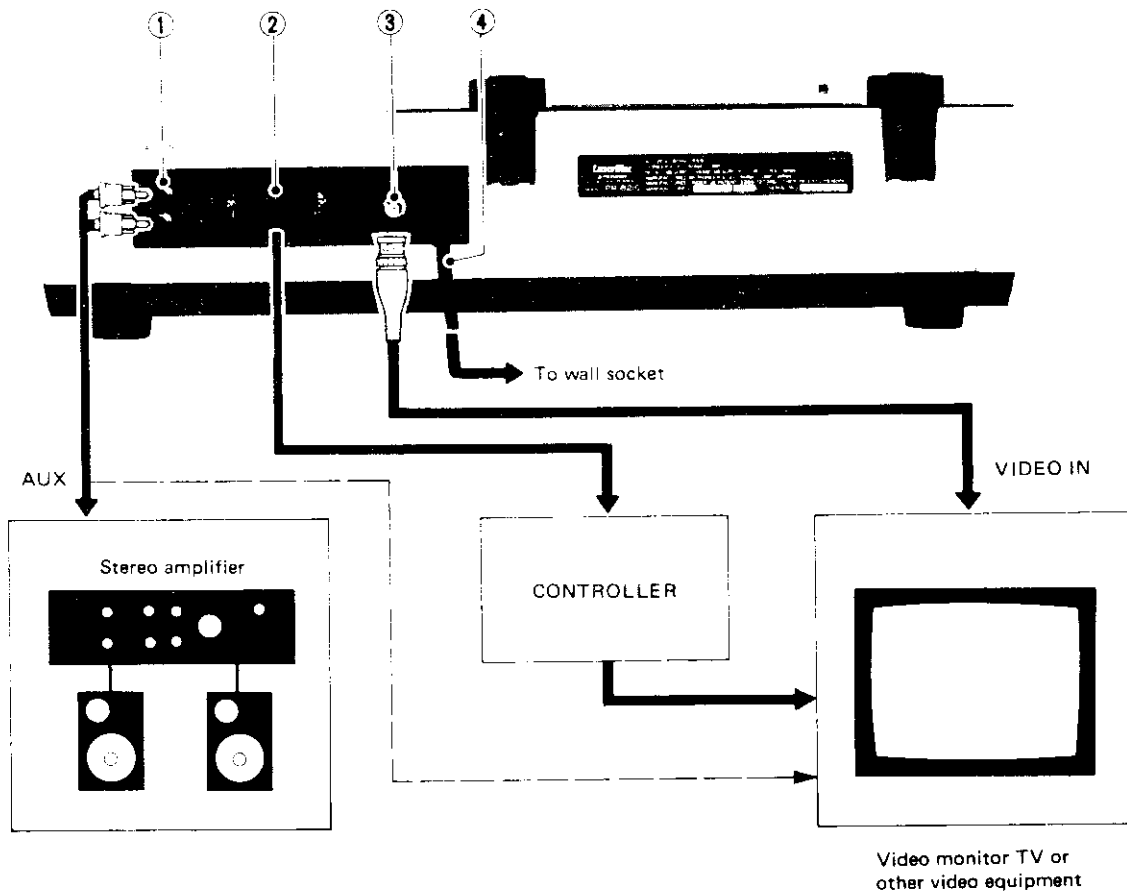 ① ② ③ ④
LaserDisc
To wall socket
AUX
VIDEO IN
Stereo amplifier
CONTROLLER
Video monitor TV or
other video equipment